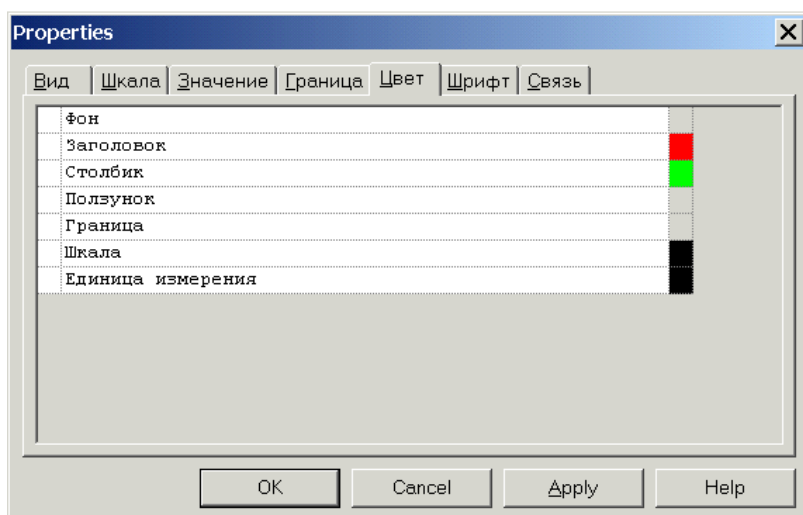 Properties
Вид Шкала Значение Граница Цвет Шрифт Связь
Фон
Заголовок
Столбик
Ползунок
Граница
Шкала
Единица измерения
OK Cancel Apply Help